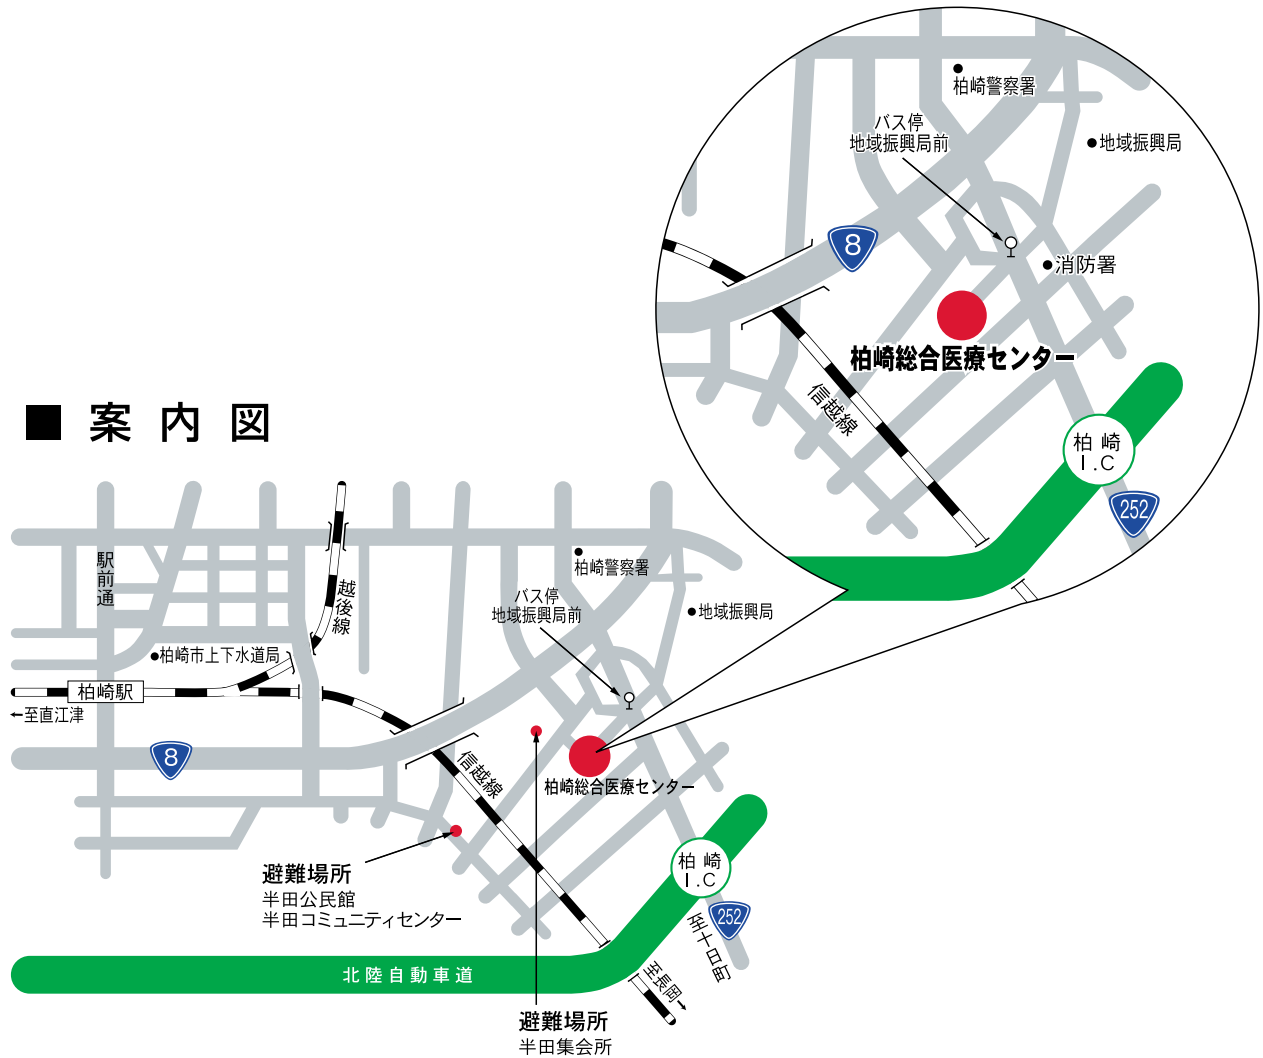 柏崎警察署
バス停
地域振興局前
地域振興局
8
消防署
柏崎総合医療センター
信越線
柏崎
I.C
252
■ 案内図
駅前通
越後線
柏崎警察署
バス停
地域振興局前
地域振興局
柏崎市上下水道局
柏崎駅
←至直江津
8
信越線
柏崎総合医療センター
柏崎
I.C
252
避難場所
半田公民館
半田コミュニティセンター
至十日町
北陸自動車道
至長岡→
避難場所
半田集会所